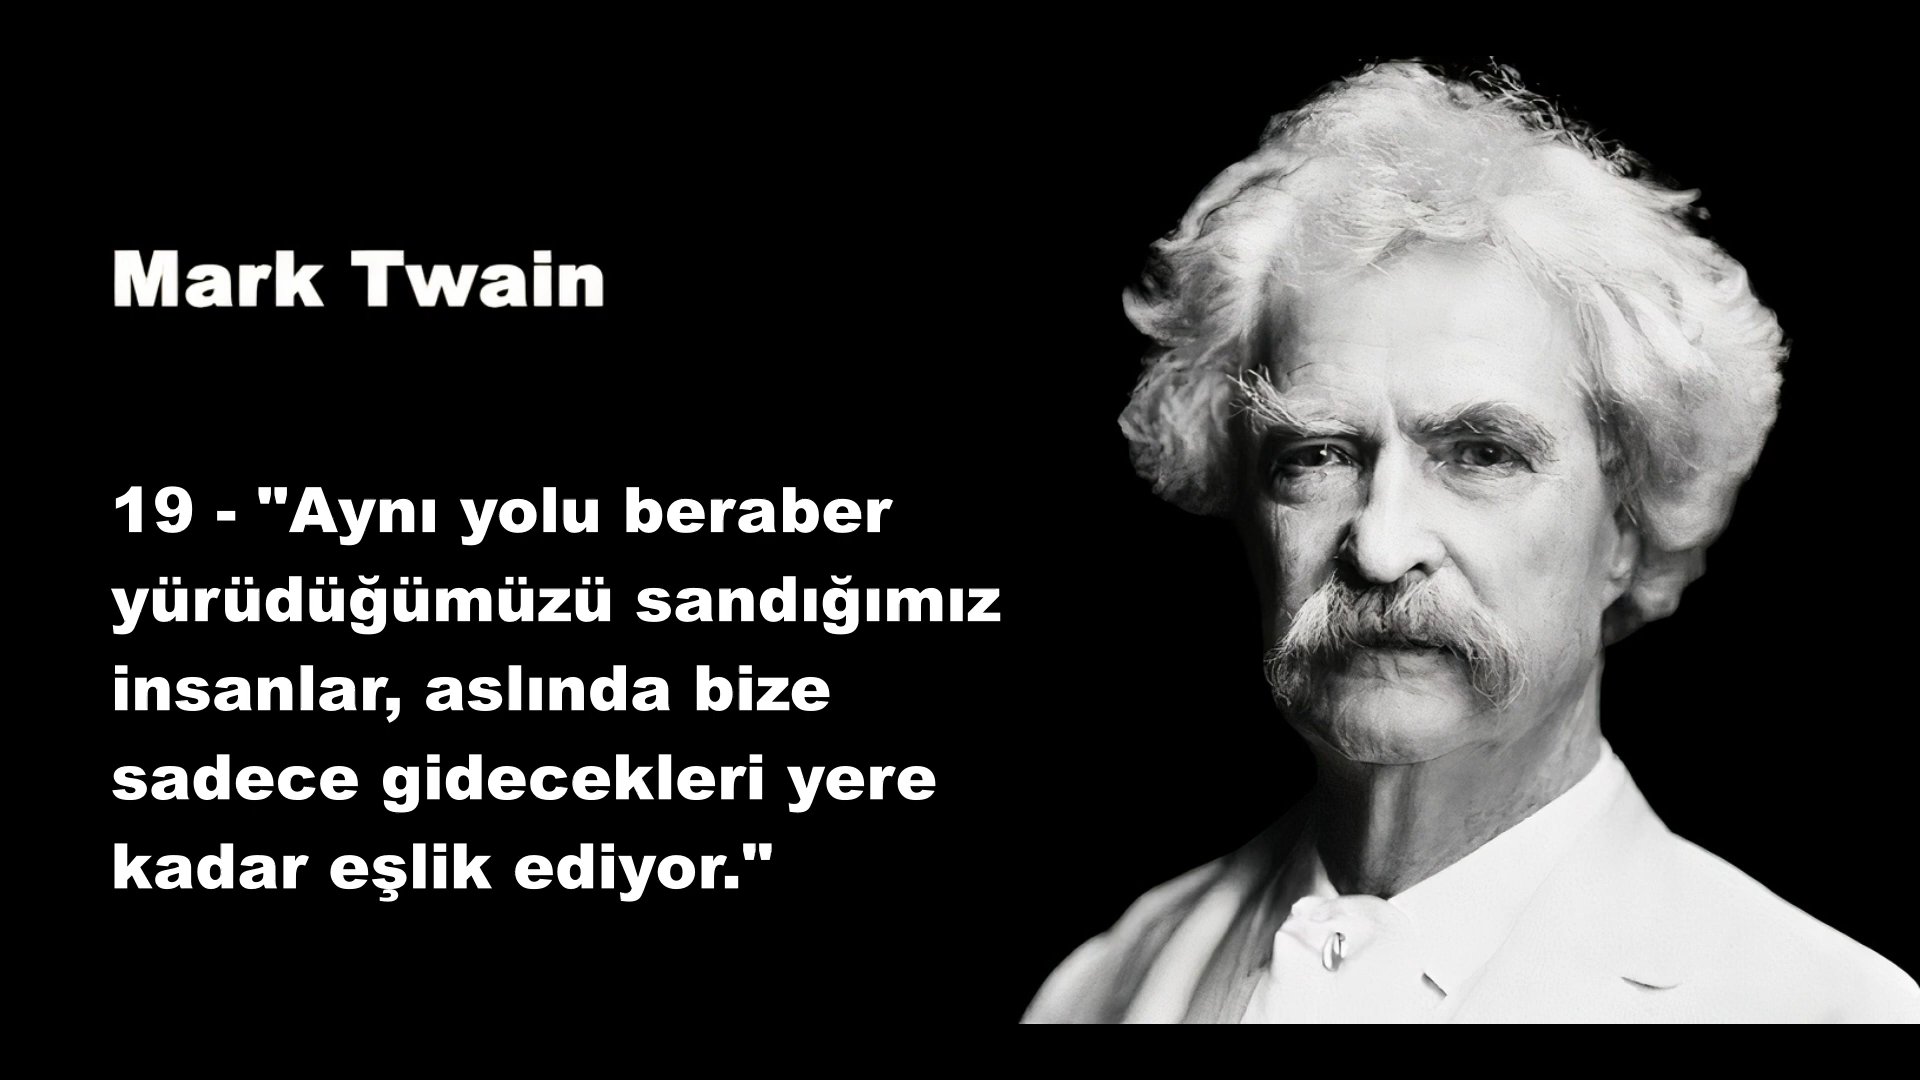 Mark Twain
19 - "Aynı yolu beraber
yürüdüğümüzü sandığımız
insanlar, aslında bize
sadece gidecekleri yere
kadar eşlik ediyor."